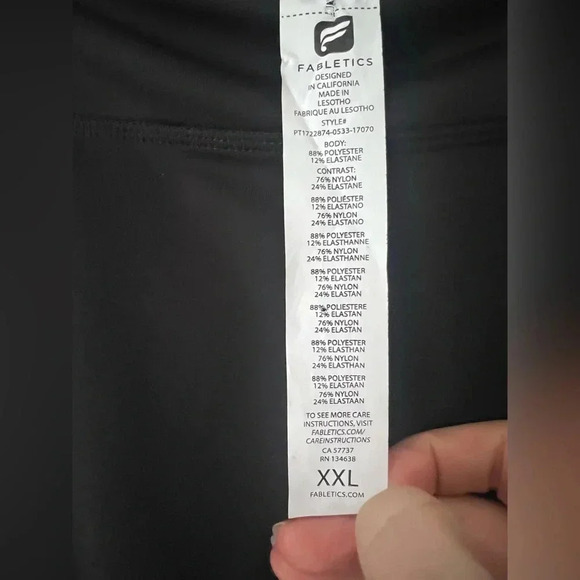 FABLETICS
DESIGNED
IN CALIFORNIA
MADE IN
LESOTHO
FABRIQUE AU LESOTHO
STYLE#
PT1722874-0533-17070
BODY:
88% POLYESTER
12% ELASTANE
CONTRAST:
76% NYLON
24% ELASTANE
88% POLIÉSTER
12% ELASTANO
76% NYLON
24% ELASTANO
88% POLYESTER
12% ELASTHANNE
76% NYLON
24% ELASTHANNE
88% POLYESTER
12% ELASTAN
76% NYLON
24% ELASTAN
88% POLIESTERE
12% ELASTAN
76% NYLON
24% ELASTAN
88% POLYESTER
12% ELASTHAN
76% NYLON
24% ELASTHAN
88% POLYESTER
12% ELASTAAN
76% NYLON
24% ELASTAAN
TO SEE MORE CARE
INSTRUCTIONS, VISIT
FABLETICS.COM/
CAREINSTRUCTIONS
CA 57737
RN 134638
XXL
FABLETICS.COM